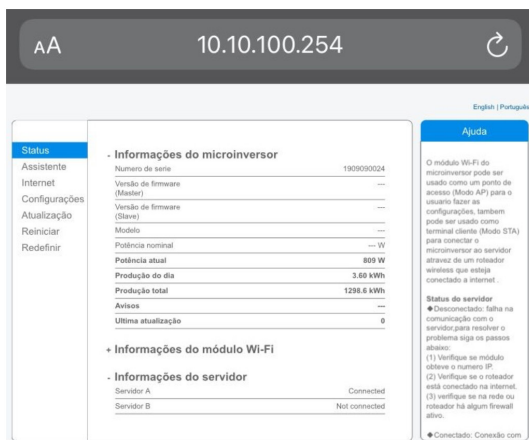 AA 10.10.100.254
English | Português
Status
Assistente
Internet
Configurações
Atualização
Reiniciar
Redefinir
- Informações do microinversor
Numero de serie 1909090024
Versão de firmware
(Master) ---
Versão de firmware
(Slave) ---
Modelo ---
Potência nominal --- W
Potência atual 809 W
Produção do dia 3.60 kWh
Produção total 1298.6 kWh
Avisos ---
Ultima atualização 0
+ Informações do módulo Wi-Fi
- Informações do servidor
Servidor A Connected
Servidor B Not connected
Ajuda
O módulo Wi-Fi do
microinversor pode ser
usado como um ponto de
acesso (Modo AP) para o
usuario fazer as
configurações, tambem
pode ser usado como
terminal cliente (Modo STA)
para conectar o
microinversor ao servidor
atravez de um roteador
wireless que esteja
conectado a internet .
Status do servidor
◆Desconectado: falha na
comunicação com o
servidor,para resolver o
problema siga os passos
abaixo:
(1) Verifique se módulo
obteve o numero IP.
(2) Verifique se o roteador
está conectado na internet.
(3) verifique se na rede ou
roteador há algum firewall
ativo.
◆Conectado: Conexão com